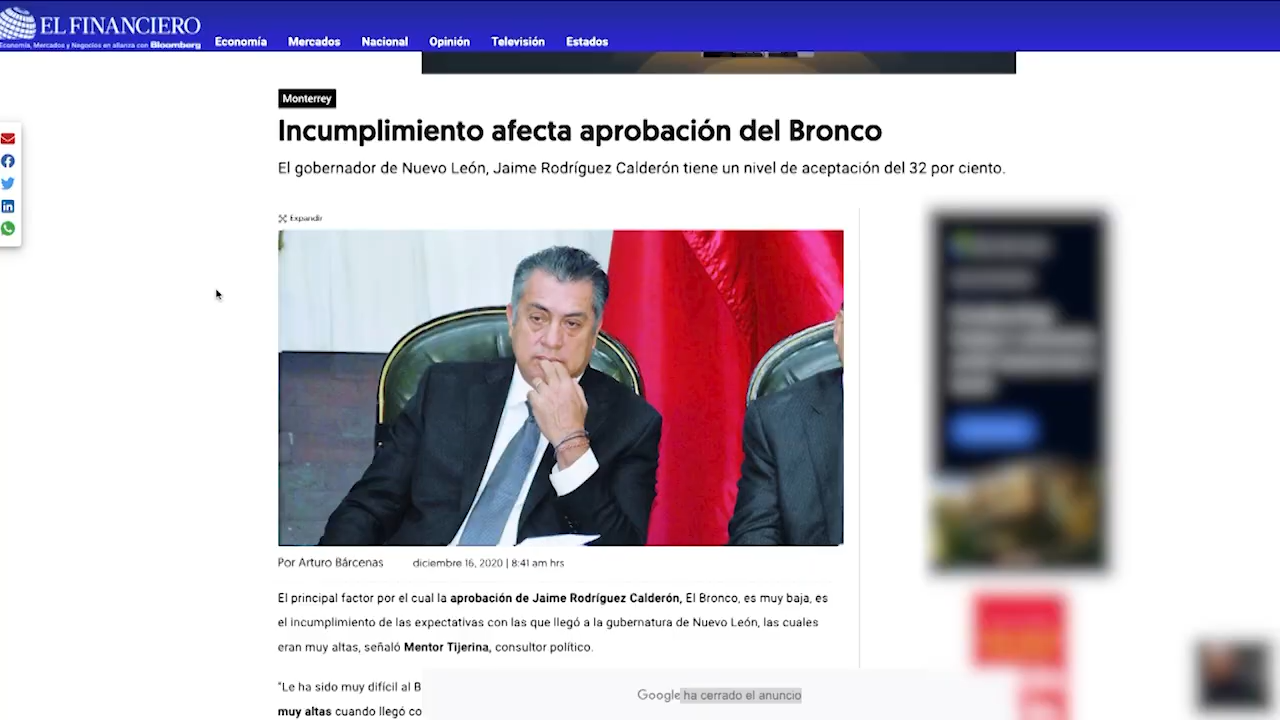 EL FINANCIERO
Economía, Mercados y Negocios en alianza con Bloomberg
Economía Mercados Nacional Opinión Televisión Estados
Monterrey
Incumplimiento afecta aprobación del Bronco
El gobernador de Nuevo León, Jaime Rodríguez Calderón tiene un nivel de aceptación del 32 por ciento.
Expandir
Por Arturo Bárcenas diciembre 16, 2020 | 8:41 am hrs
El principal factor por el cual la aprobación de Jaime Rodríguez Calderón, El Bronco, es muy baja, es
el incumplimiento de las expectativas con las que llegó a la gubernatura de Nuevo León, las cuales
eran muy altas, señaló Mentor Tijerina, consultor político.
"Le ha sido muy difícil al B
muy altas cuando llegó co
Google ha cerrado el anuncio